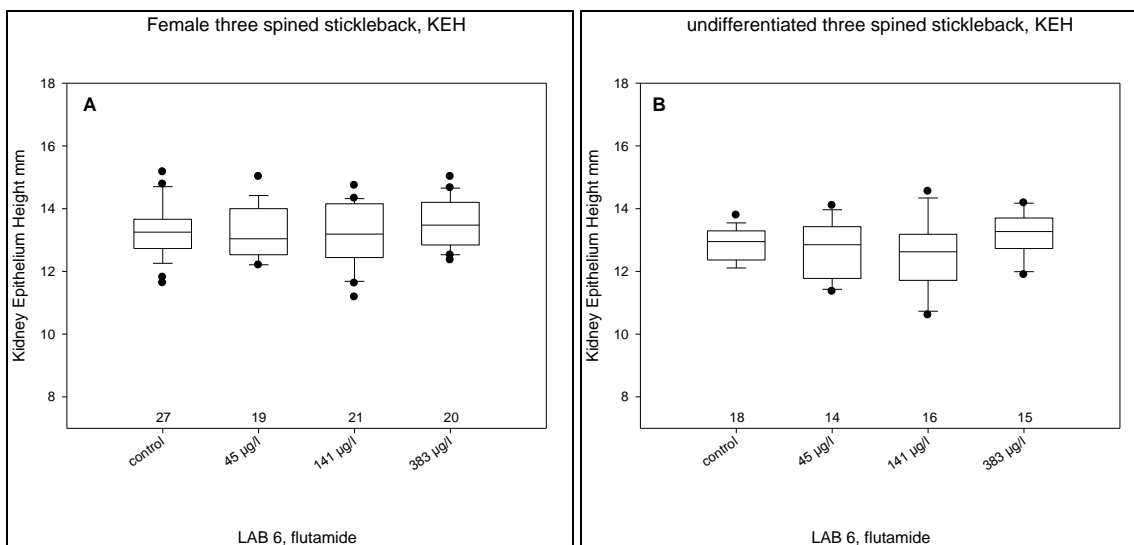 Female three spined stickleback, KEH
A
Kidney Epithelium Height mm
18
16
14
12
10
8
27 19 21 20
control 45 µg/l 141 µg/l 383 µg/l
LAB 6, flutamide
undifferentiated three spined stickleback, KEH
B
Kidney Epithelium Height mm
18
16
14
12
10
8
18 14 16 15
control 45 µg/l 141 µg/l 383 µg/l
LAB 6, flutamide